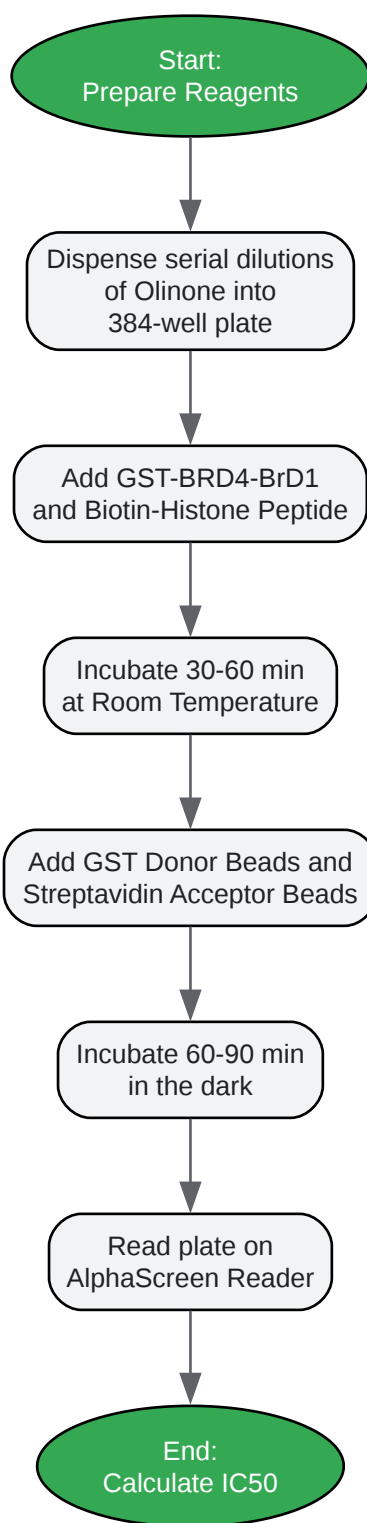 Start:
Prepare Reagents
Dispense serial dilutions
of Olinone into
384-well plate
Add GST-BRD4-BrD1
and Biotin-Histone Peptide
Incubate 30-60 min
at Room Temperature
Add GST Donor Beads and
Streptavidin Acceptor Beads
Incubate 60-90 min
in the dark
Read plate on
AlphaScreen Reader
End:
Calculate IC50